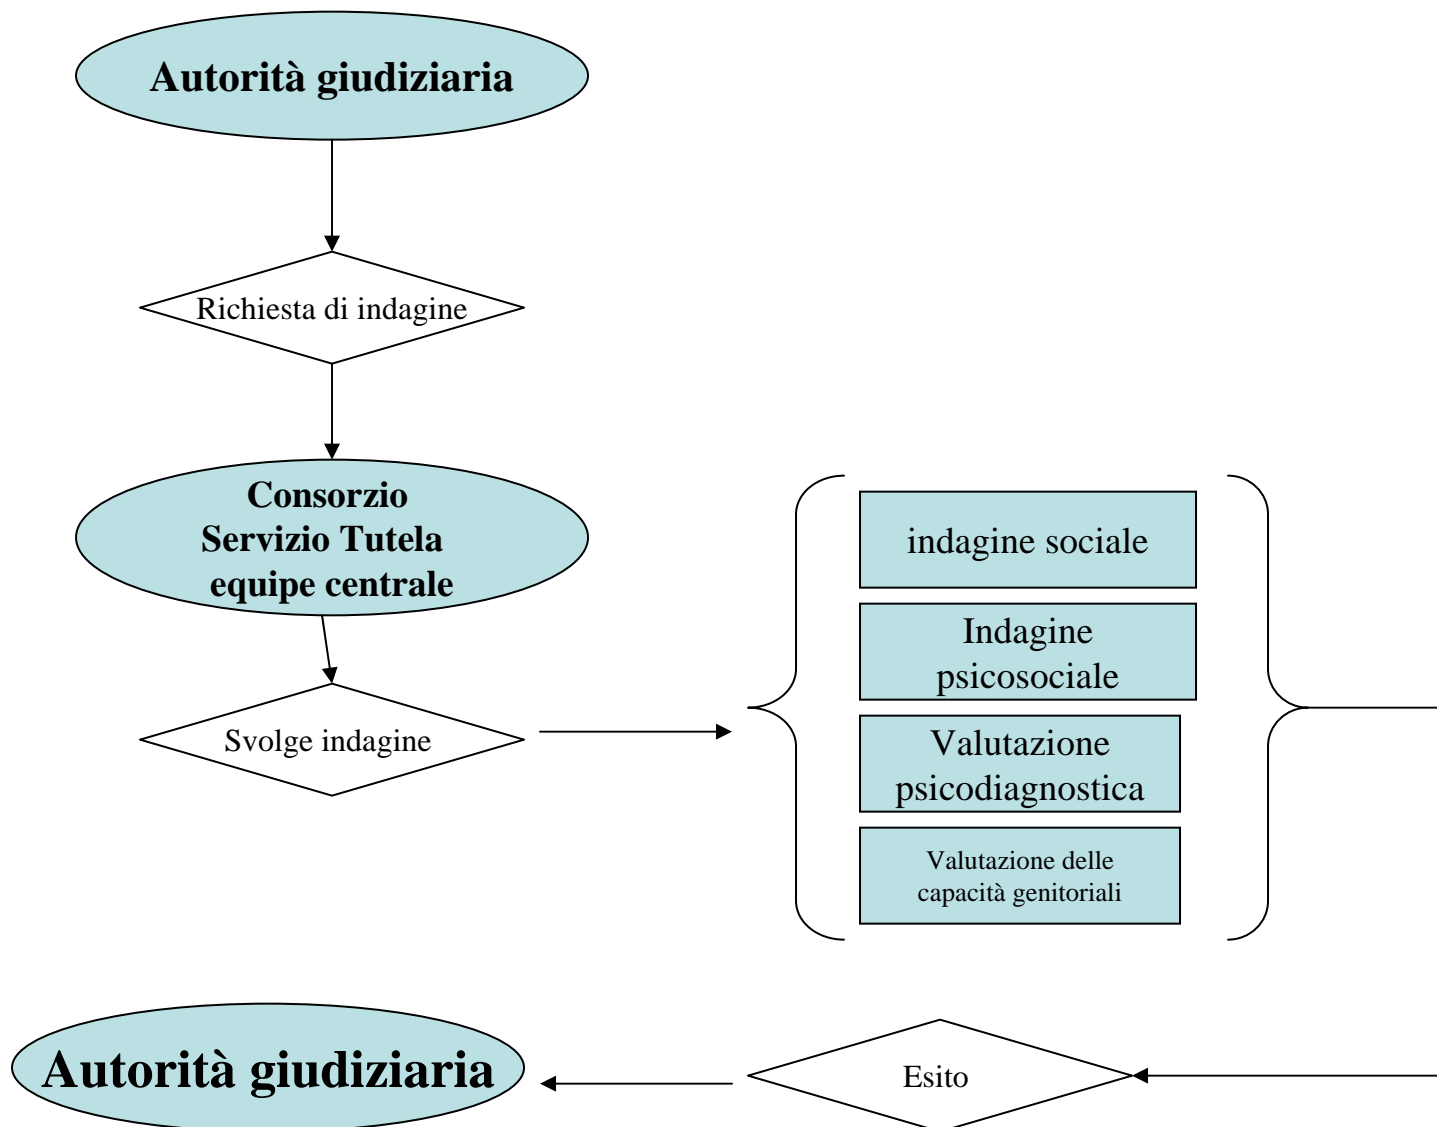 Autorità giudiziaria
Richiesta di indagine
Consorzio
Servizio Tutela
equipe centrale
Svolge indagine
indagine sociale
Indagine
psicosociale
Valutazione
psicodiagnostica
Valutazione delle
capacità genitoriali
Esito
Autorità giudiziaria